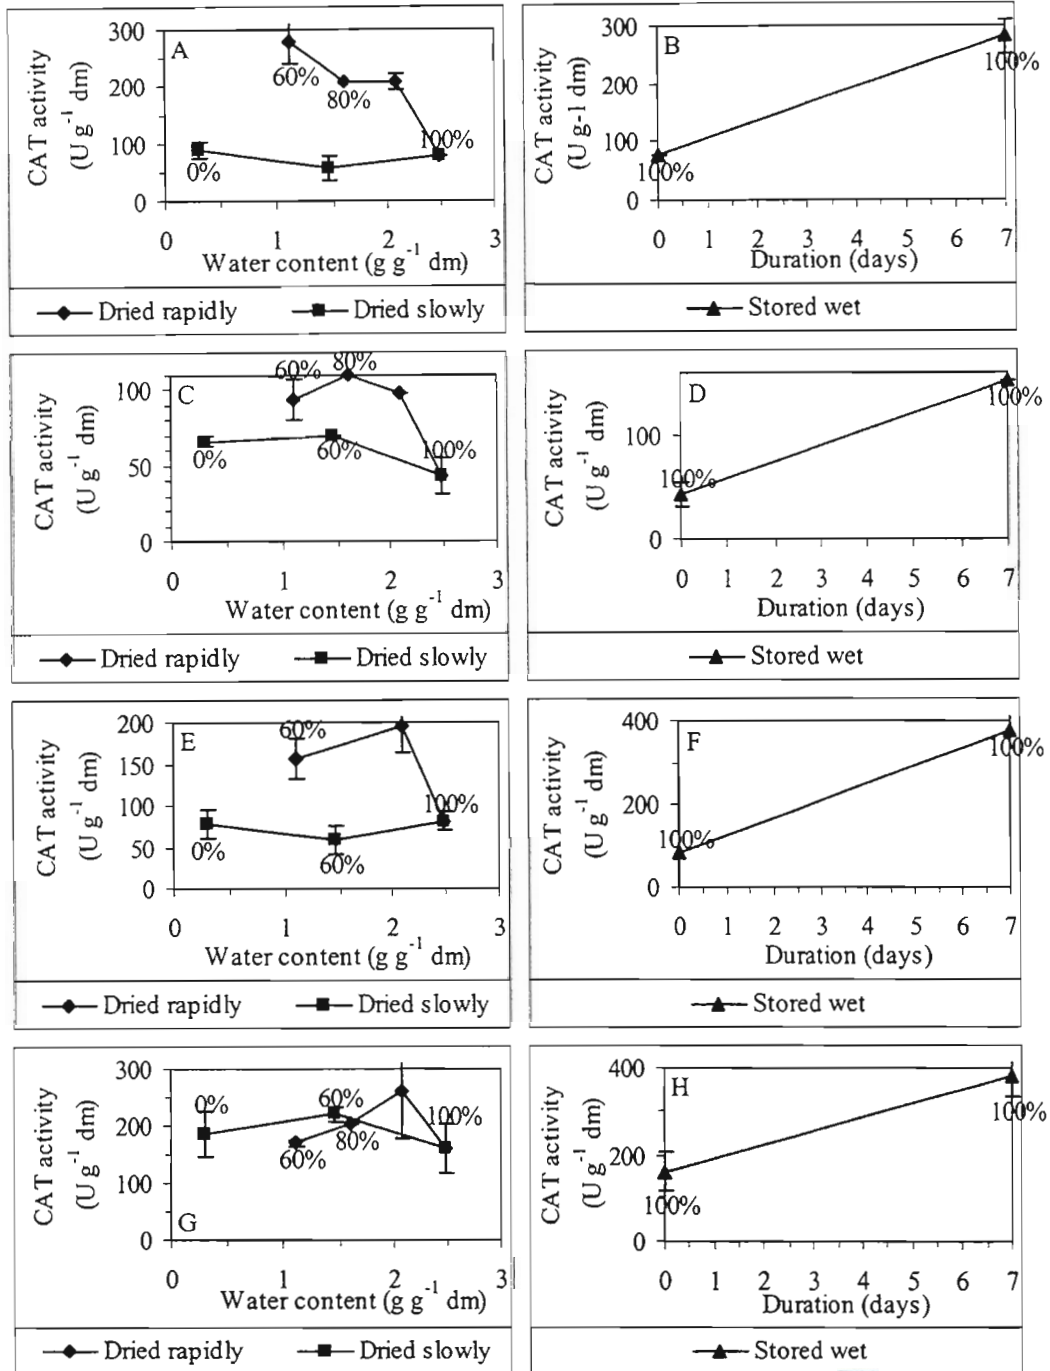 300
A
CAT activity
(U g⁻¹ dm)
200
100
0
60%
80%
100%
0%
0 1 2 3
Water content (g g⁻¹ dm)
Dried rapidly Dried slowly
300
B
CAT activity
(U g-1 dm)
200
100
0
100%
100%
0 1 2 3 4 5 6 7
Duration (days)
Stored wet
100
C
CAT activity
(U g⁻¹ dm)
50
0
60%
80%
100%
0%
60%
0 1 2 3
Water content (g g⁻¹ dm)
Dried rapidly Dried slowly
D
CAT activity
(U g⁻¹ dm)
100
0
100%
100%
0 1 2 3 4 5 6 7
Duration (days)
Stored wet
200
E
CAT activity
(U g⁻¹ dm)
150
100
50
0
60%
100%
0%
60%
0 1 2 3
Water content (g g⁻¹ dm)
Dried rapidly Dried slowly
400
F
CAT activity
(U g⁻¹ dm)
200
0
100%
100%
0 1 2 3 4 5 6 7
Duration (days)
Stored wet
300
CAT activity
(U g⁻¹ dm)
200
100
0
G
0%
60%
100%
60%
80%
0 1 2 3
Water content (g g⁻¹ dm)
Dried rapidly Dried slowly
400
H
CAT activity
(U g⁻¹ dm)
200
0
100%
100%
0 1 2 3 4 5 6 7
Duration (days)
Stored wet